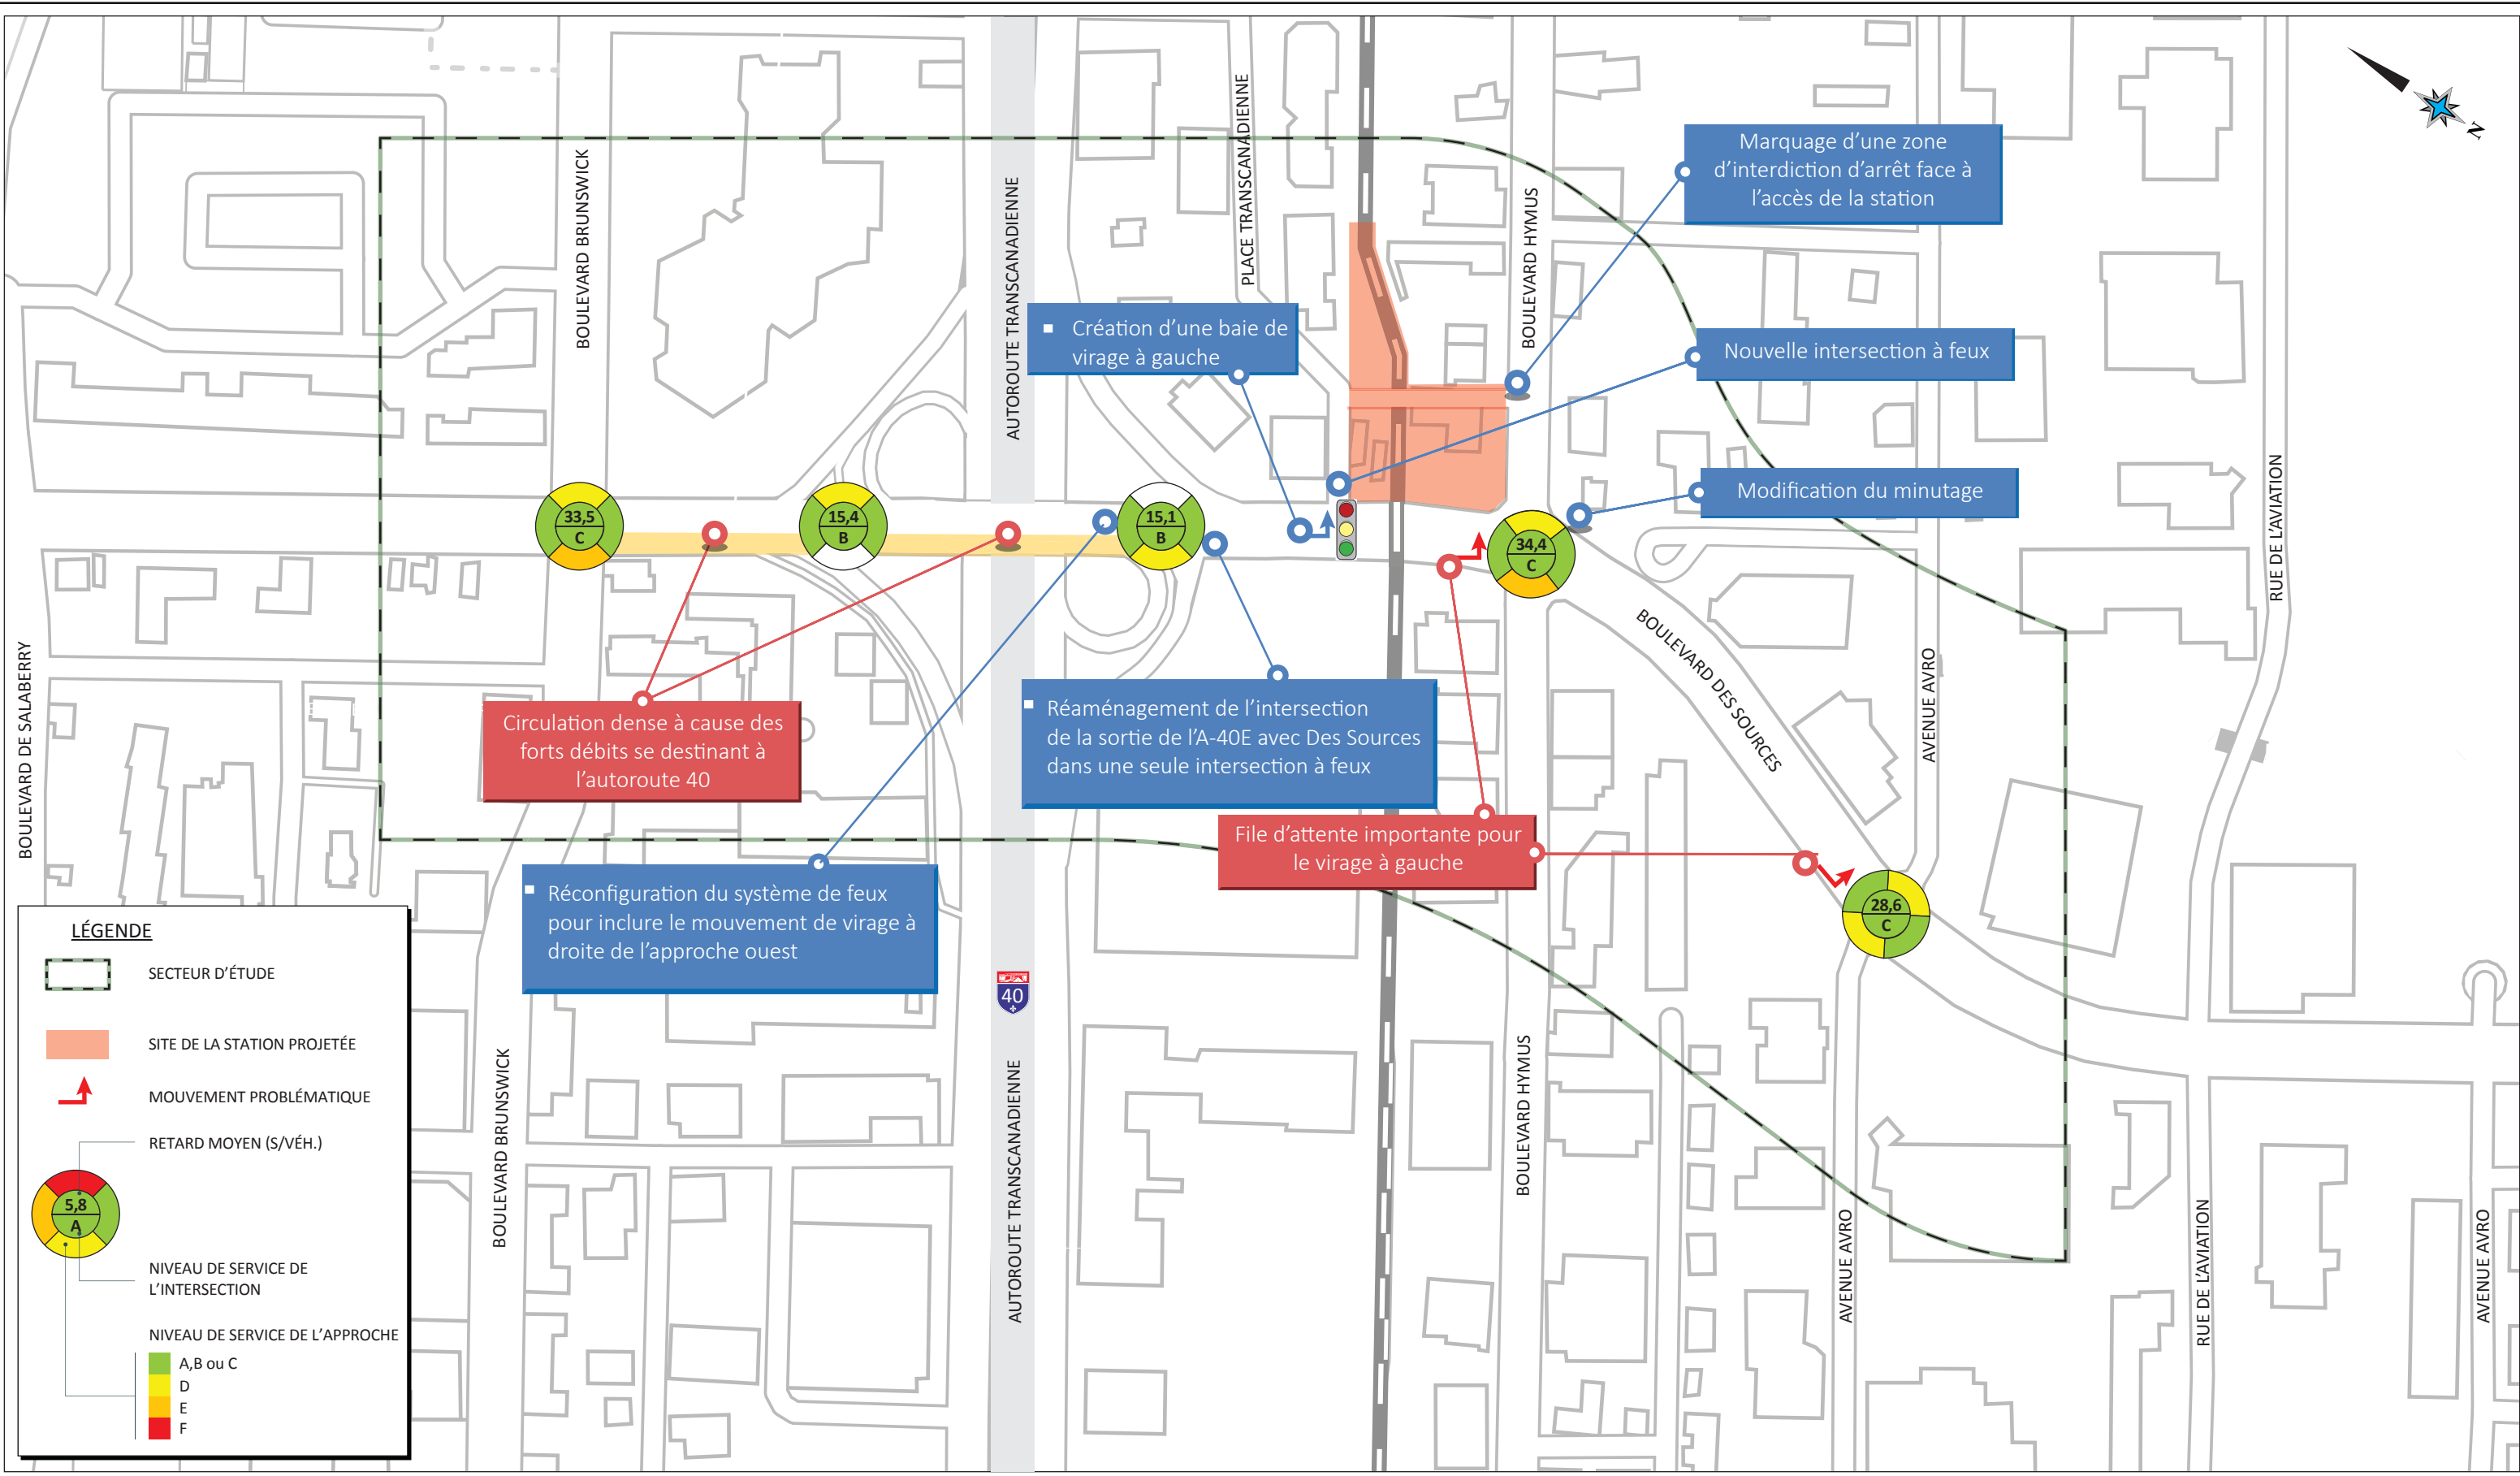 BOULEVARD BRUNSWICK
AUTOROUTE TRANSCANADIENNE
PLACE TRANSCANADIENNE
BOULEVARD HYMUS
N
Marquage d'une zone
d'interdiction d'arrêt face à
l'accès de la station
▪ Création d'une baie de
virage à gauche
Nouvelle intersection à feux
Modification du minutage
RUE DE L'AVIATION
33,5
C
15,4
B
15,1
B
34,4
C
BOULEVARD DE SALABERRY
BOULEVARD DES SOURCES
AVENUE AVRO
Circulation dense à cause des
forts débits se destinant à
l'autoroute 40
▪ Réaménagement de l'intersection
de la sortie de l'A-40E avec Des Sources
dans une seule intersection à feux
File d'attente importante pour
le virage à gauche
▪ Réconfiguration du système de feux
pour inclure le mouvement de virage à
droite de l'approche ouest
28,6
C
40
BOULEVARD BRUNSWICK
AUTOROUTE TRANSCANADIENNE
BOULEVARD HYMUS
AVENUE AVRO
RUE DE L'AVIATION
AVENUE AVRO
LÉGENDE
SECTEUR D'ÉTUDE
SITE DE LA STATION PROJETÉE
MOUVEMENT PROBLÉMATIQUE
RETARD MOYEN (S/VÉH.)
5,8
A
NIVEAU DE SERVICE DE
L'INTERSECTION
NIVEAU DE SERVICE DE L'APPROCHE
A,B ou C
D
E
F